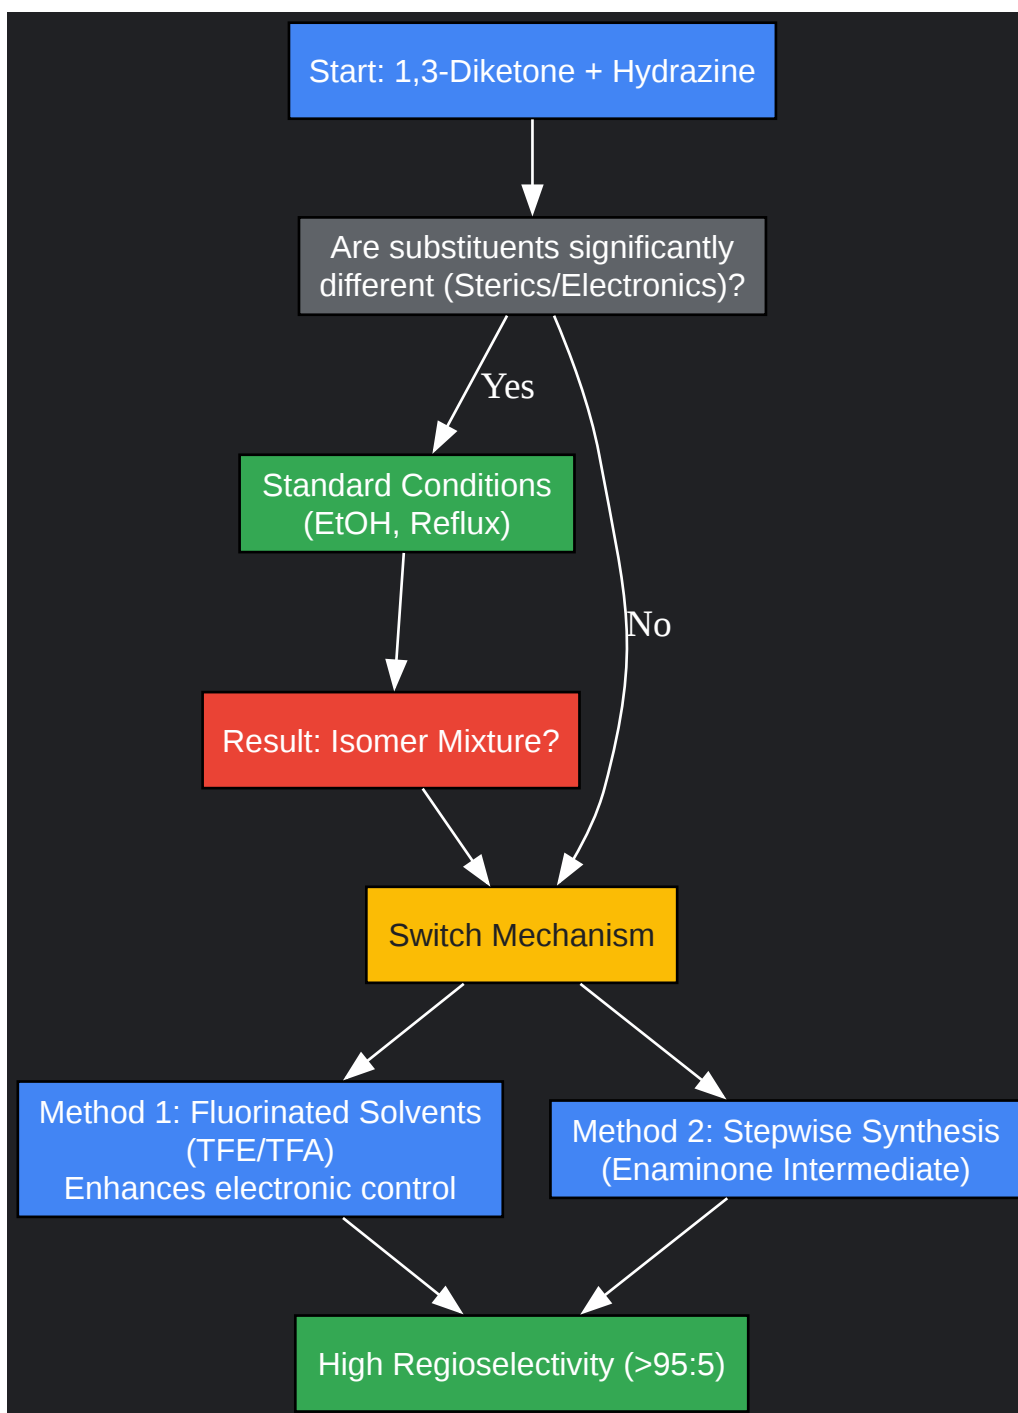 Start: 1,3-Diketone + Hydrazine
Are substituents significantly
different (Sterics/Electronics)?
Yes
Standard Conditions
(EtOH, Reflux)
No
Result: Isomer Mixture?
Switch Mechanism
Method 1: Fluorinated Solvents
(TFE/TFA)
Enhances electronic control
Method 2: Stepwise Synthesis
(Enaminone Intermediate)
High Regioselectivity (>95:5)